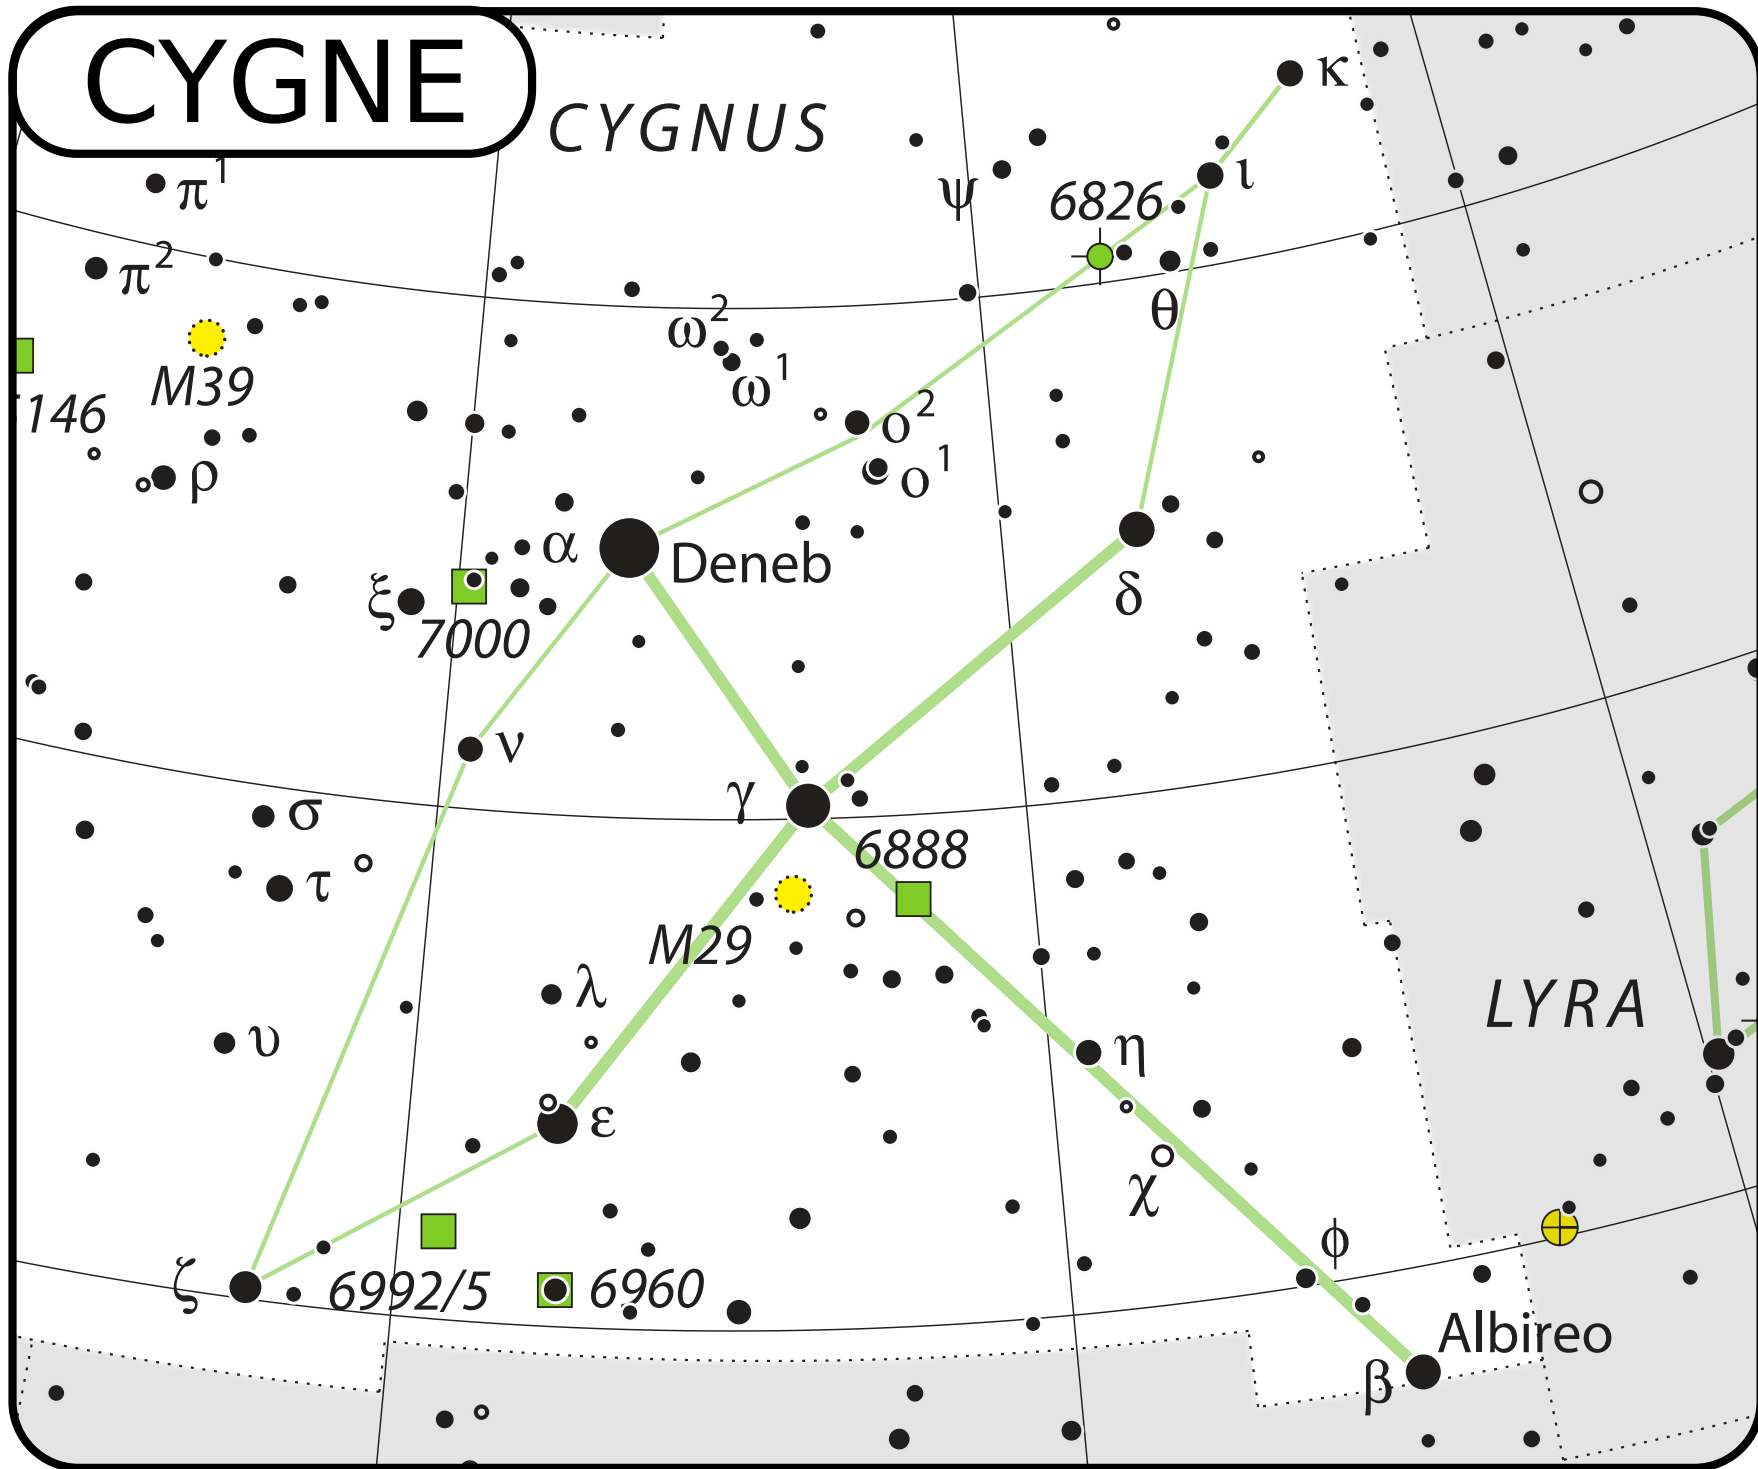 CYGNE
CYGNUS
κ
π¹
ψ
6826
ι
π²
θ
ω²
ω¹
M39
146
ο²
ο¹
ρ
α
Deneb
ξ
7000
δ
ν
γ
σ
6888
τ
M29
λ
LYRA
υ
η
ε
χ
φ
ζ
6992/5
6960
Albireo
β